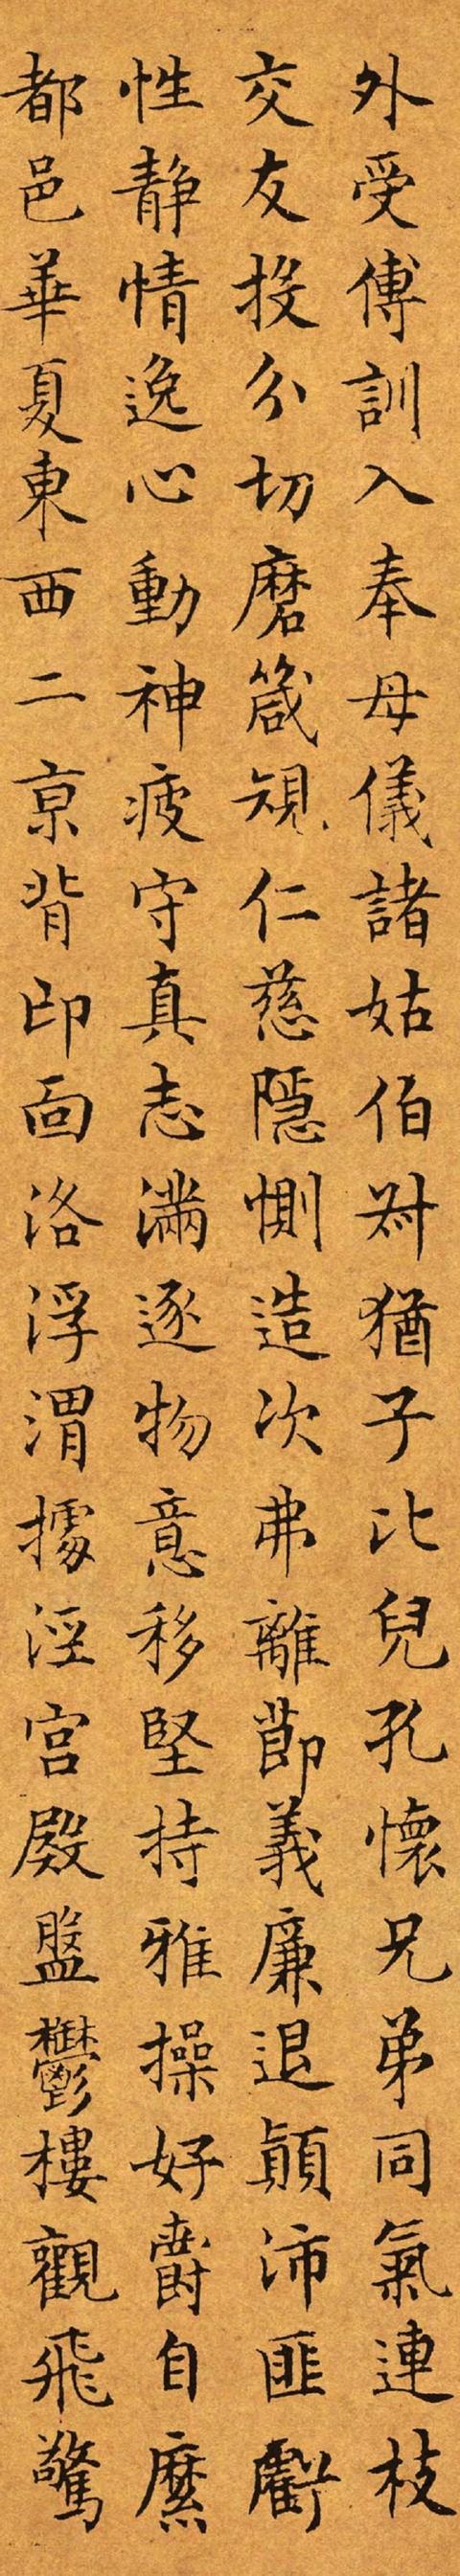 外受傅訓入奉母儀諸姑伯叔猶子比兒孔懷兄弟同氣連枝
交友投分切磨箴規仁慈隱惻造次弗離節義廉退顛沛匪虧
性静情逸心動神疲守真志滿逐物意移堅持雅操好爵自縻
都邑華夏東西二京背邙面洛浮渭據涇宮殿盤鬱樓觀飛驚